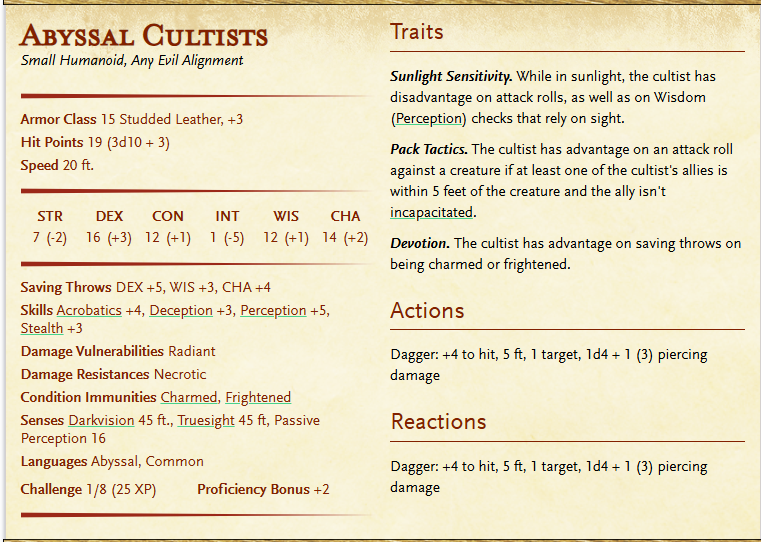 Abyssal Cultists
Small Humanoid, Any Evil Alignment
Armor Class 15 Studded Leather, +3
Hit Points 19 (3d10 + 3)
Speed 20 ft.
STR DEX CON INT WIS CHA
7 (-2) 16 (+3) 12 (+1) 1 (-5) 12 (+1) 14 (+2)
Saving Throws DEX +5, WIS +3, CHA +4
Skills Acrobatics +4, Deception +3, Perception +5,
Stealth +3
Damage Vulnerabilities Radiant
Damage Resistances Necrotic
Condition Immunities Charmed, Frightened
Senses Darkvision 45 ft., Truesight 45 ft, Passive
Perception 16
Languages Abyssal, Common
Challenge 1/8 (25 XP) Proficiency Bonus +2
Traits
Sunlight Sensitivity. While in sunlight, the cultist has
disadvantage on attack rolls, as well as on Wisdom
(Perception) checks that rely on sight.
Pack Tactics. The cultist has advantage on an attack roll
against a creature if at least one of the cultist's allies is
within 5 feet of the creature and the ally isn't
incapacitated.
Devotion. The cultist has advantage on saving throws on
being charmed or frightened.
Actions
Dagger: +4 to hit, 5 ft, 1 target, 1d4 + 1 (3) piercing
damage
Reactions
Dagger: +4 to hit, 5 ft, 1 target, 1d4 + 1 (3) piercing
damage